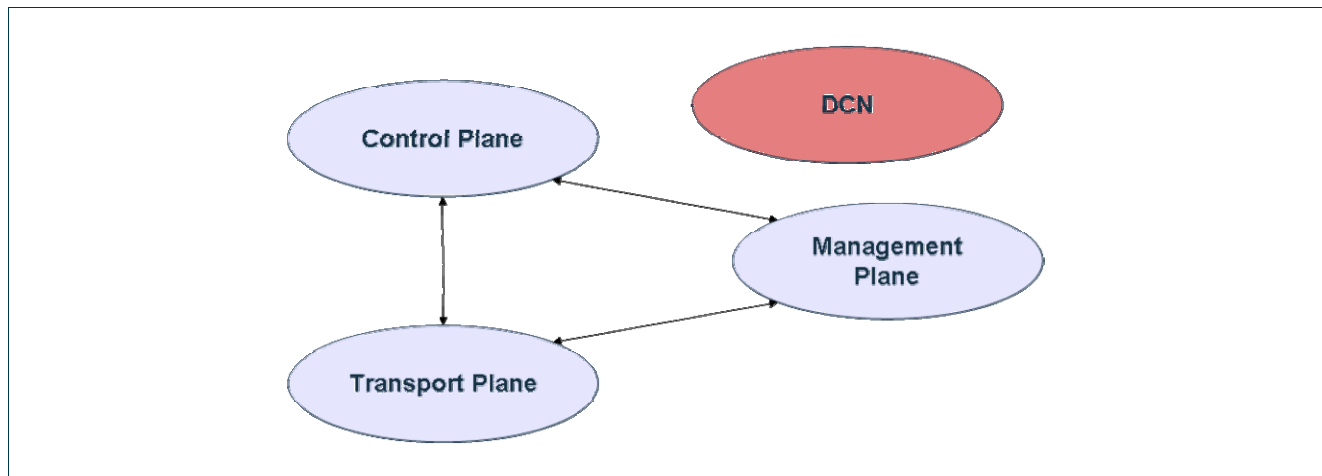 DCN
Control Plane
Management
Plane
Transport Plane